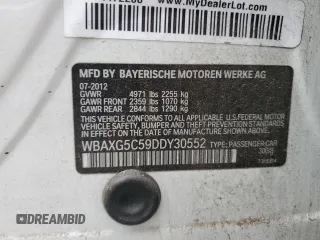 www.MyDealerLot.com
MFD BY BAYERISCHE MOTOREN WERKE AG
07-2012
GVWR 4971 lbs 2255 kg
GAWR FRONT 2359 lbs 1070 kg
GAWR REAR 2844 lbs 1290 kg
THIS VEHICLE CONFORMS TO ALL APPLICABLE U.S. FEDERAL
MOTOR VEHICLE SAFETY, BUMPER, AND THEFT PREVENTION
STANDARDS IN EFFECT ON THE DATE OF MANUFACTURE
SHOWN ABOVE.
WBAXG5C59DDY30552 TYPE: PASSENGER CAR